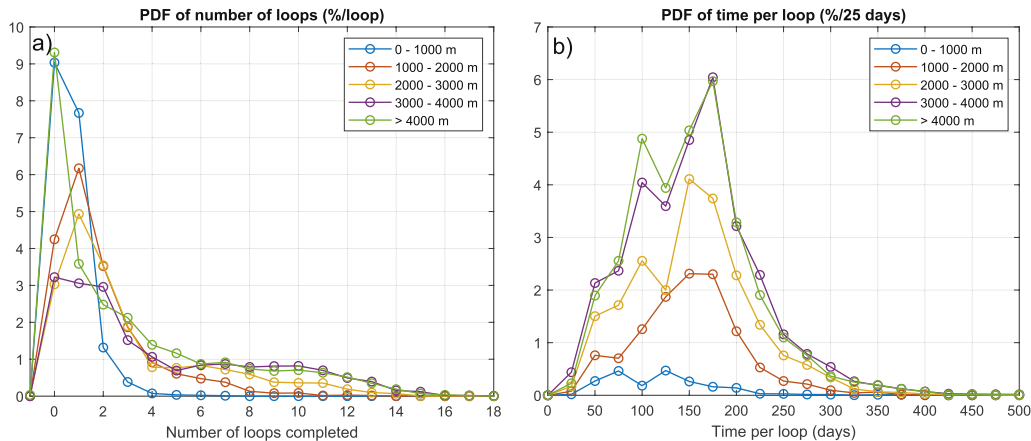 PDF of number of loops (%/loop)
a)
0 - 1000 m
1000 - 2000 m
2000 - 3000 m
3000 - 4000 m
> 4000 m
10
9
8
7
6
5
4
3
2
1
0
0 2 4 6 8 10 12 14 16 18
Number of loops completed
PDF of time per loop (%/25 days)
b)
0 - 1000 m
1000 - 2000 m
2000 - 3000 m
3000 - 4000 m
> 4000 m
7
6
5
4
3
2
1
0
0 50 100 150 200 250 300 350 400 450 500
Time per loop (days)